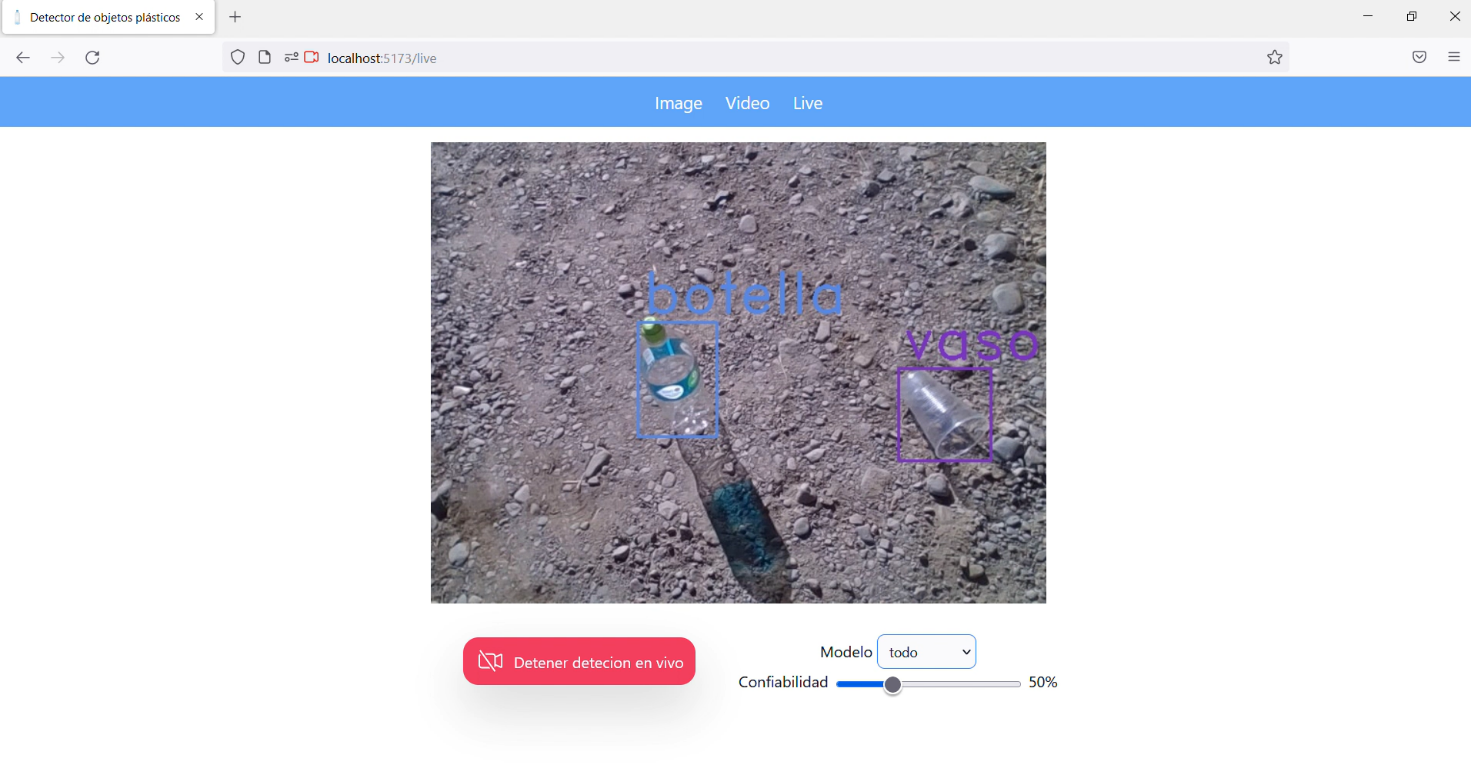 Detector de objetos plásticos
localhost:5173/live
Image Video Live
botella
vaso
Detener detecion en vivo
Modelo todo
Confiabilidad 50%